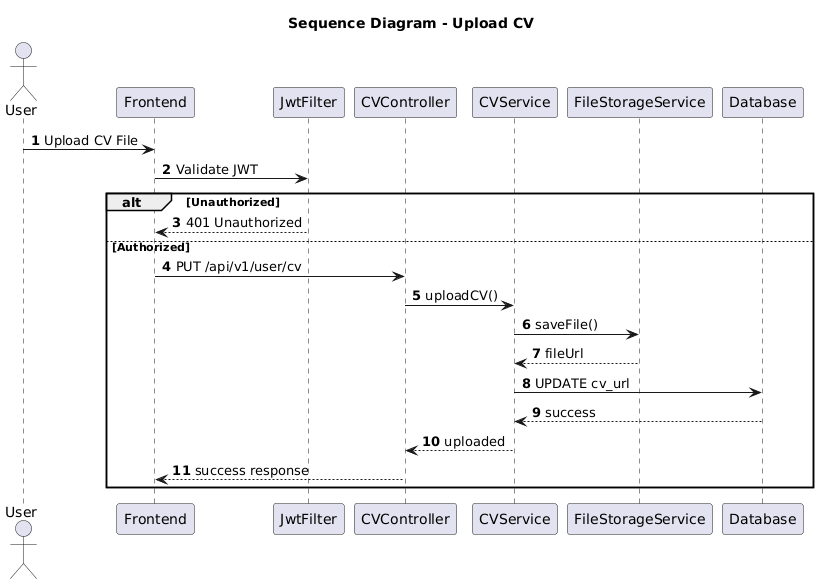 Sequence Diagram - Upload CV
User
Frontend
JwtFilter
CVController
CVService
FileStorageService
Database
1 Upload CV File
2 Validate JWT
alt [Unauthorized]
3 401 Unauthorized
[Authorized]
4 PUT /api/v1/user/cv
5 uploadCV()
6 saveFile()
7 fileUrl
8 UPDATE cv_url
9 success
10 uploaded
11 success response
User
Frontend
JwtFilter
CVController
CVService
FileStorageService
Database